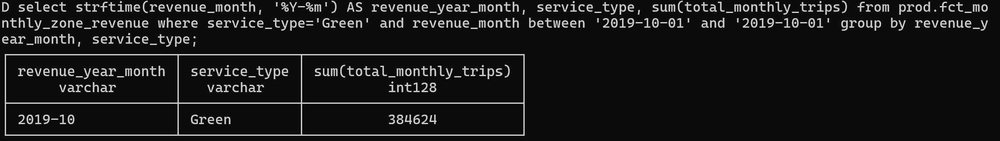 D select strftime(revenue_month, '%Y-%m') AS revenue_year_month, service_type, sum(total_monthly_trips) from prod.fct_mo
nthly_zone_revenue where service_type='Green' and revenue_month between '2019-10-01' and '2019-10-01' group by revenue_y
ear_month, service_type;
revenue_year_month service_type sum(total_monthly_trips)
varchar varchar int128
2019-10 Green 384624